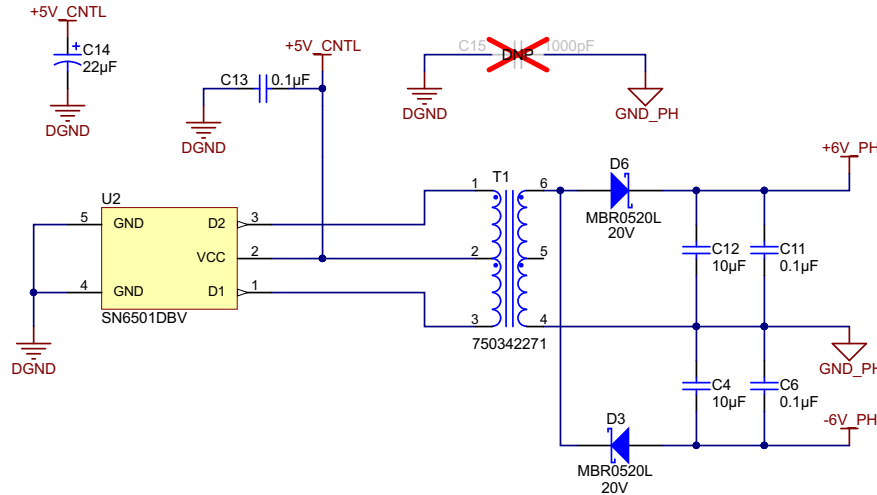 +5V_CNTL
C14
+
22µF
DGND
+5V_CNTL
C13
0.1µF
DGND
C15
DNP
1000pF
DGND
GND_PH
U2
5
GND
D2
3
VCC
2
4
GND
D1
1
SN6501DBV
DGND
T1
1
6
2
5
3
4
750342271
D6
MBR0520L
20V
+6V_PH
C12
10µF
C11
0.1µF
GND_PH
C4
10µF
C6
0.1µF
D3
MBR0520L
20V
-6V_PH